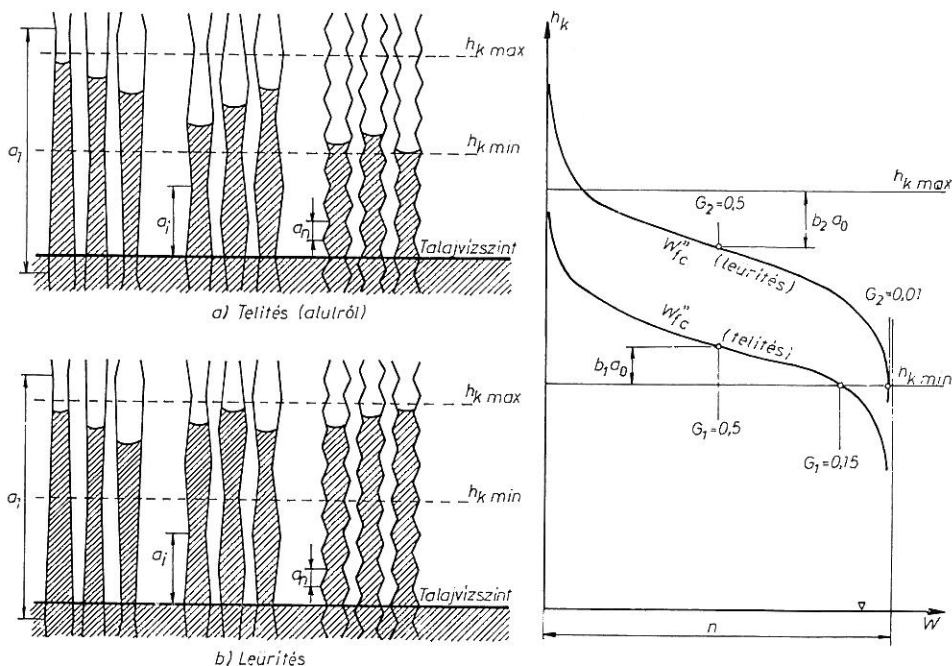 h_k max
h_k min
a_1
a_i
a_n
Talajvízszint
a) Telítés (alulról)
h_k max
h_k min
a_1
a_i
a_n
Talajvízszint
b) Leürítés
h_k
h_k max
G_2=0,5
b_2 a_0
W''_fc (leürítés)
G_2=0,01
W''_fc (telítési)
b_1 a_0
h_k min
G_1=0,5
G_1=0,15
n
W